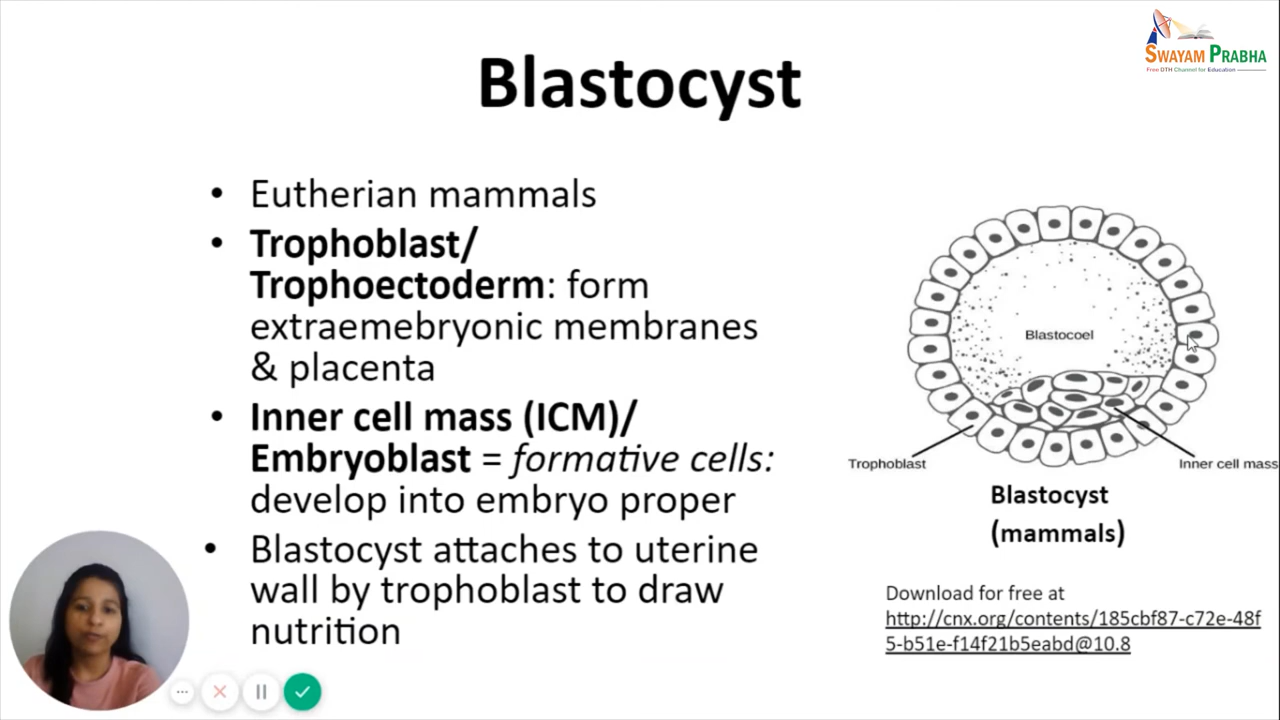 SWAYAM PRABHA
Free DTH Channel for Education
Blastocyst
• Eutherian mammals
• Trophoblast/
Trophoectoderm: form
extraemebryonic membranes
& placenta
• Inner cell mass (ICM)/
Embryoblast = formative cells:
develop into embryo proper
• Blastocyst attaches to uterine
wall by trophoblast to draw
nutrition
Blastocoel
Trophoblast
Inner cell mass
Blastocyst
(mammals)
Download for free at
http://cnx.org/contents/185cbf87-c72e-48f
5-b51e-f14f21b5eabd@10.8